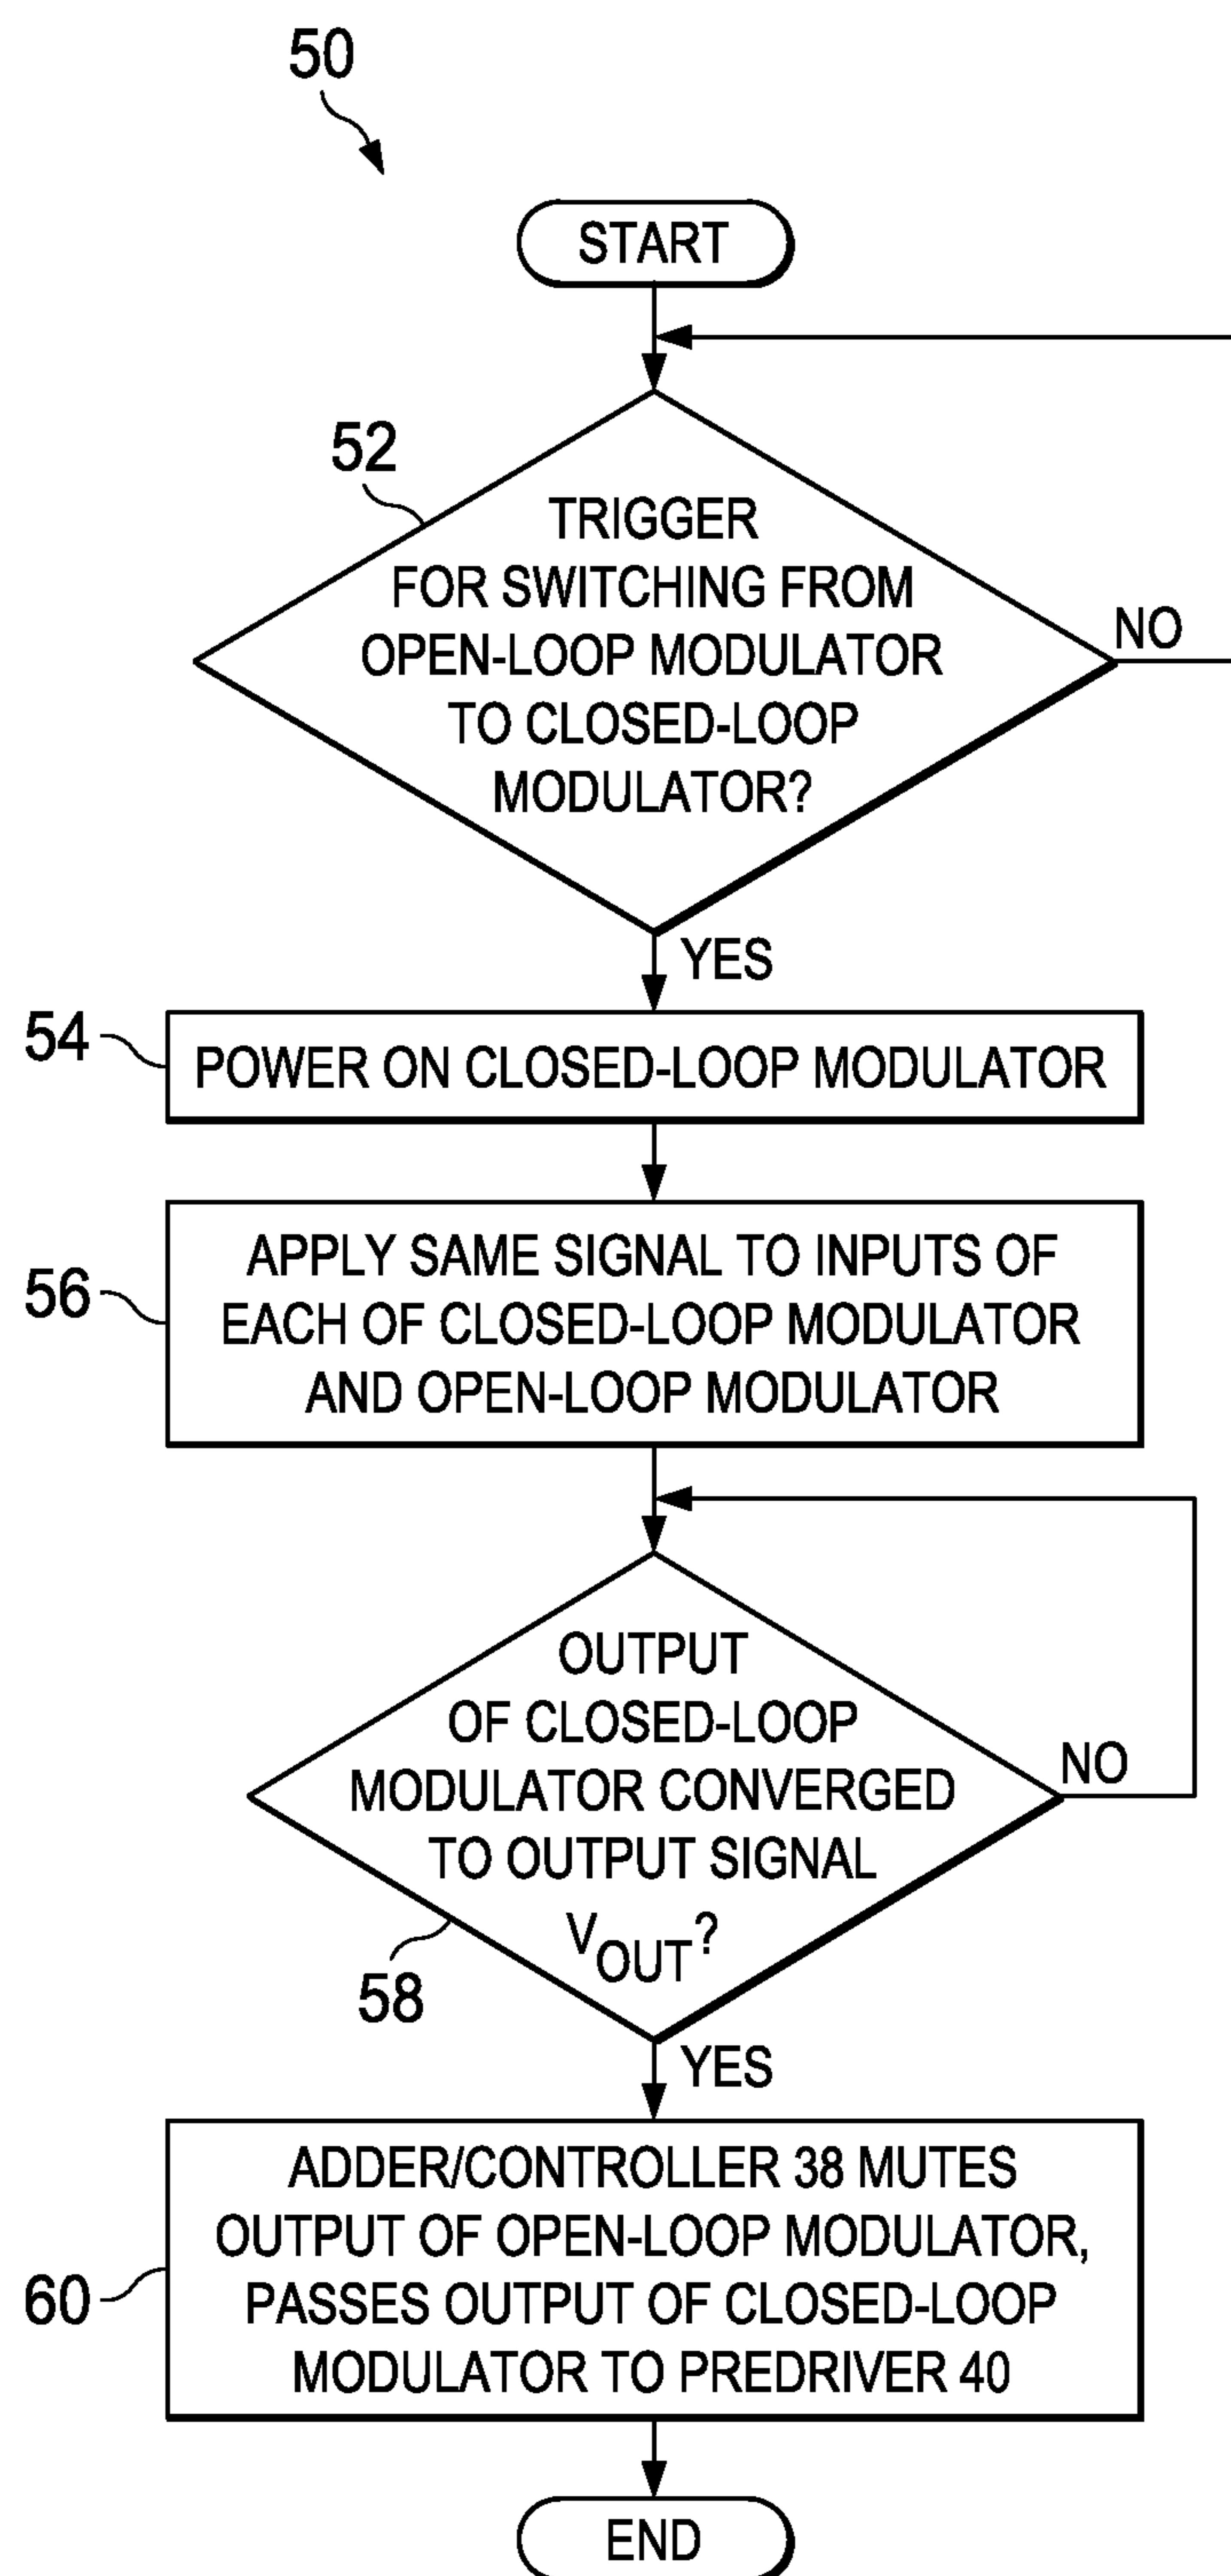 50
START
52
TRIGGER
FOR SWITCHING FROM
OPEN-LOOP MODULATOR
TO CLOSED-LOOP
MODULATOR?
NO
YES
54
POWER ON CLOSED-LOOP MODULATOR
56
APPLY SAME SIGNAL TO INPUTS OF
EACH OF CLOSED-LOOP MODULATOR
AND OPEN-LOOP MODULATOR
OUTPUT
OF CLOSED-LOOP
MODULATOR CONVERGED
TO OUTPUT SIGNAL
VOUT?
NO
58
YES
60
ADDER/CONTROLLER 38 MUTES
OUTPUT OF OPEN-LOOP MODULATOR,
PASSES OUTPUT OF CLOSED-LOOP
MODULATOR TO PREDRIVER 40
END